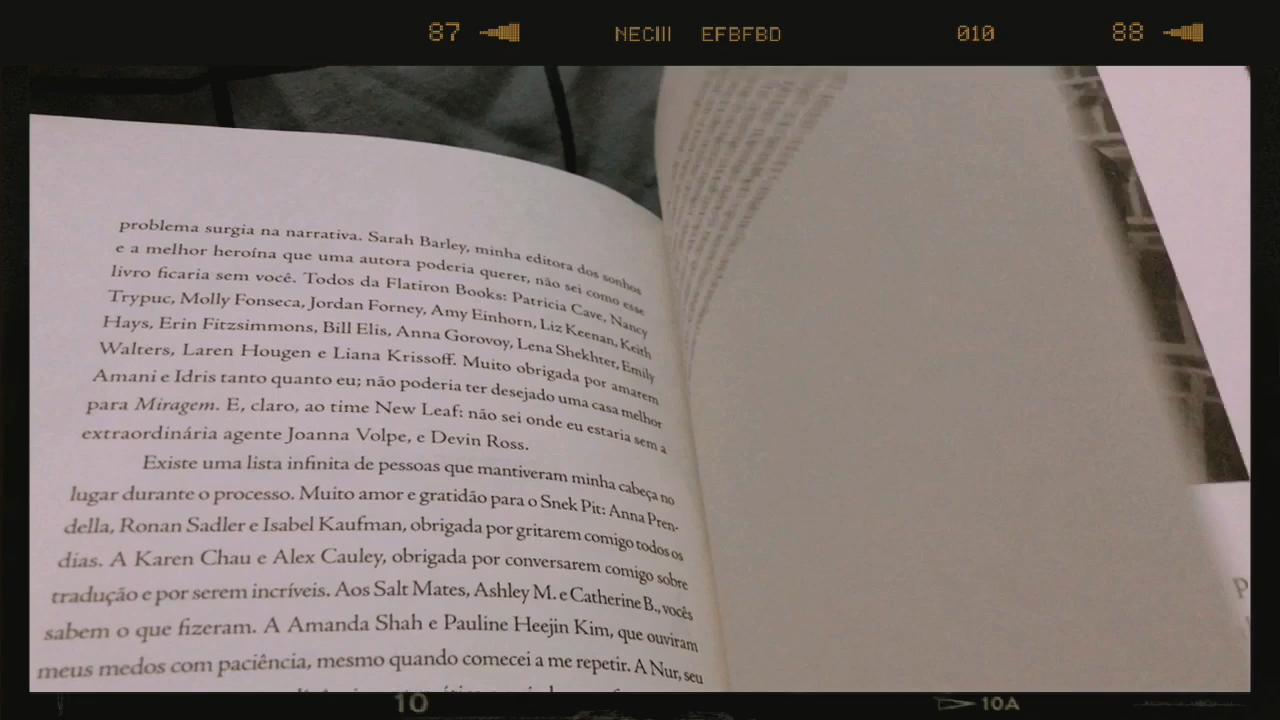 87 NECIII EFBFBD 010 88
problema surgia na narrativa. Sarah Barley, minha editora dos sonhos
e a melhor heroína que uma autora poderia querer, não sei como esse
livro ficaria sem você. Todos da Flatiron Books: Patricia Cave, Nancy
Trypuc, Molly Fonseca, Jordan Forney, Amy Einhorn, Liz Keenan, Keith
Hays, Erin Fitzsimmons, Bill Elis, Anna Gorovoy, Lena Shekhter, Emily
Walters, Laren Hougen e Liana Krissoff. Muito obrigada por amarem
Amani e Idris tanto quanto eu; não poderia ter desejado uma casa melhor
para Miragem. E, claro, ao time New Leaf: não sei onde eu estaria sem a
extraordinária agente Joanna Volpe, e Devin Ross.
Existe uma lista infinita de pessoas que mantiveram minha cabeça no
lugar durante o processo. Muito amor e gratidão para o Snek Pit: Anna Pren-
della, Ronan Sadler e Isabel Kaufman, obrigada por gritarem comigo todos os
dias. A Karen Chau e Alex Cauley, obrigada por conversarem comigo sobre
tradução e por serem incríveis. Aos Salt Mates, Ashley M. e Catherine B., vocês
sabem o que fizeram. A Amanda Shah e Pauline Heejin Kim, que ouviram
meus medos com paciência, mesmo quando comecei a me repetir. A Nur, seu
10 10A